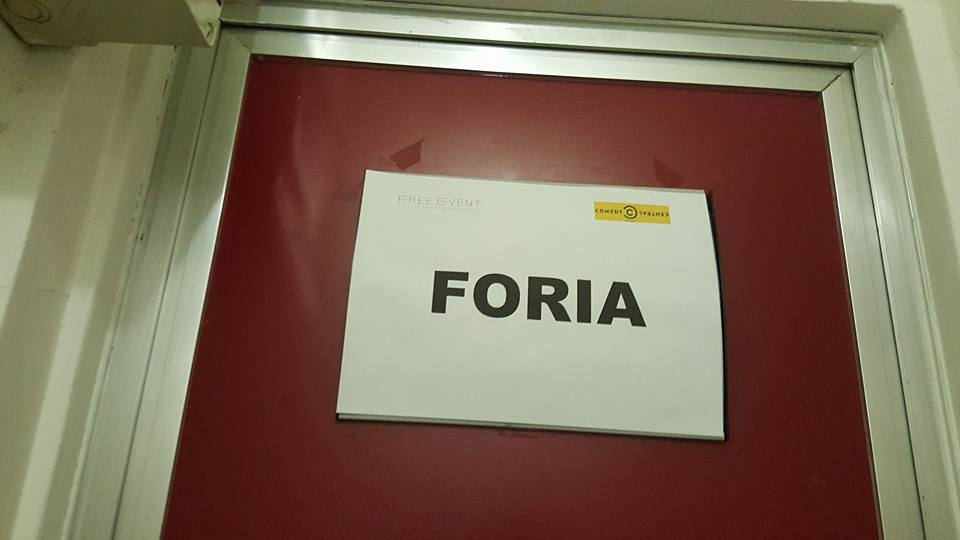 FREE EVENT
COMEDY CENTRAL
FORIA